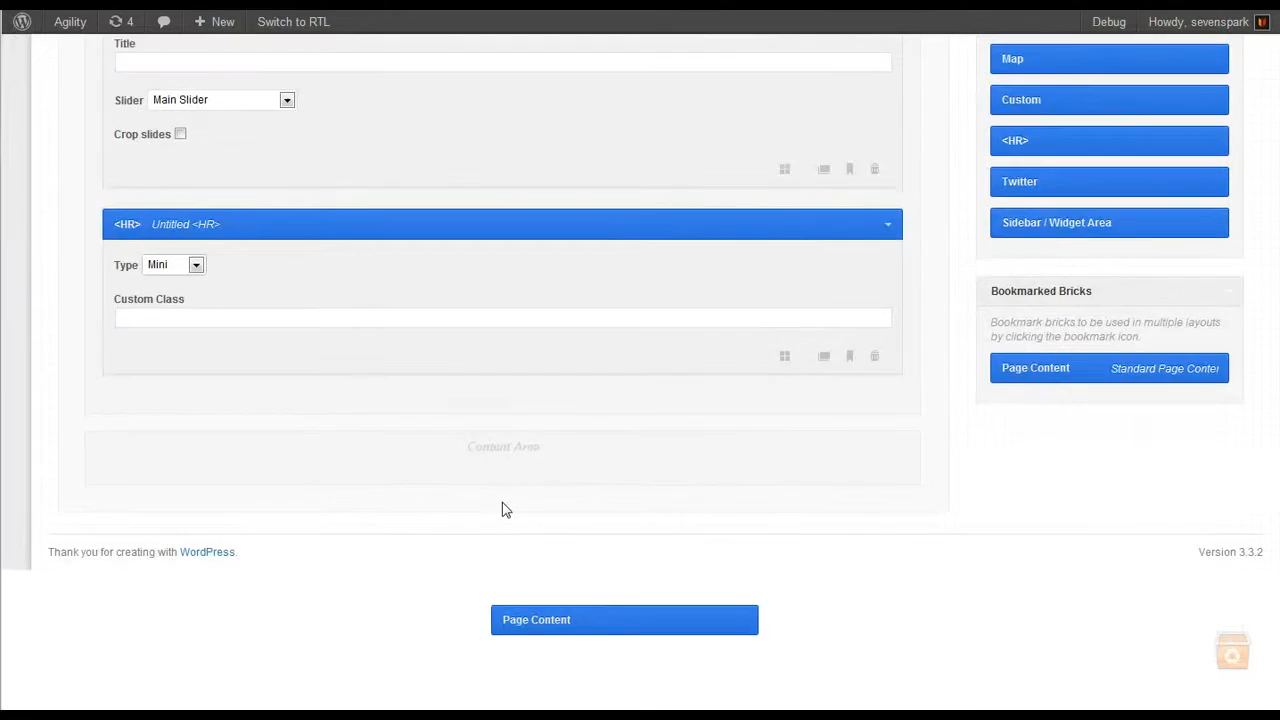 Agility 4 New Switch to RTL Debug Howdy, sevenspark
Title
Slider Main Slider
Crop slides
<HR> Untitled <HR>
Type Mini
Custom Class
Content Area
Map
Custom
<HR>
Twitter
Sidebar / Widget Area
Bookmarked Bricks
Bookmark bricks to be used in multiple layouts
by clicking the bookmark icon.
Page Content Standard Page Conter
Thank you for creating with WordPress. Version 3.3.2
Page Content